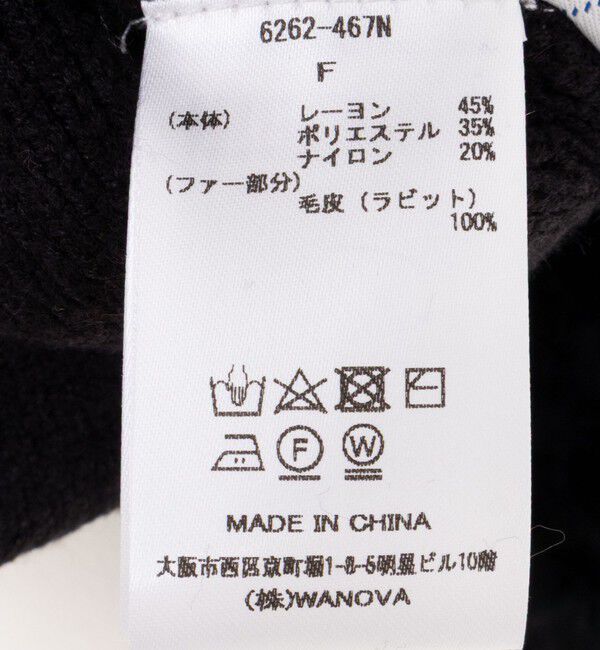 6262-467N
F
(本体) レーヨン 45%
ポリエステル 35%
ナイロン 20%
(ファー部分)
毛皮 (ラビット)
100%
F W
MADE IN CHINA
大阪市西区京町堀1-8-5明星ビル10階
(株)WANOVA